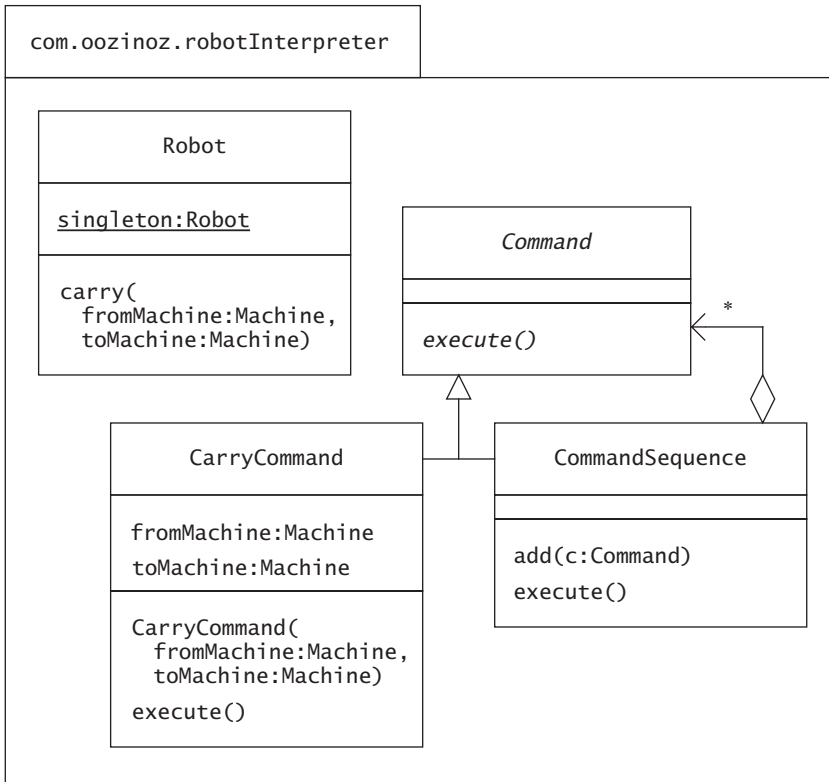 com.oozinoz.robotInterpreter
Robot
singleton:Robot
carry(
fromMachine:Machine,
toMachine:Machine)
Command
execute()
*
CarryCommand
fromMachine:Machine
toMachine:Machine
CarryCommand(
fromMachine:Machine,
toMachine:Machine)
execute()
CommandSequence
add(c:Command)
execute()